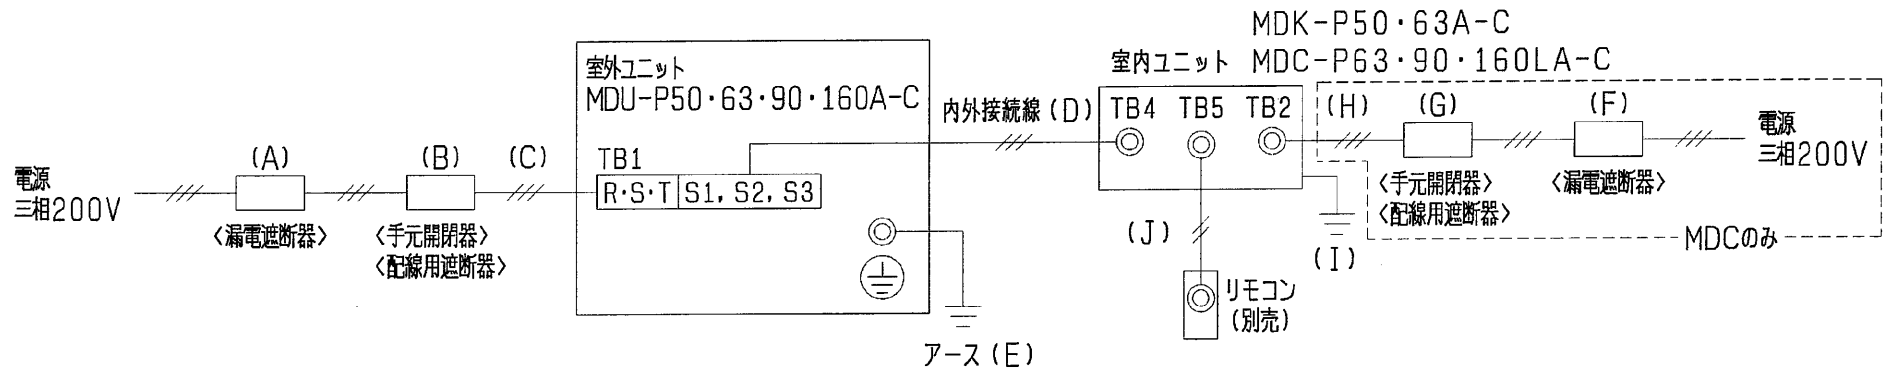 電源
三相200V
(A)
<漏電遮断器>
(B)
<手元開閉器>
<配線用遮断器>
(C)
室外ユニット
MDU-P50・63・90・160A-C
TB1
R・S・T
S1, S2, S3
アース(E)
内外接続線(D)
MDK-P50・63A-C
室内ユニット MDC-P63・90・160LA-C
TB4 TB5 TB2
(J)
リモコン
(別売)
(I)
(H)
(G)
<手元開閉器>
<配線用遮断器>
(F)
<漏電遮断器>
電源
三相200V
MDCのみ